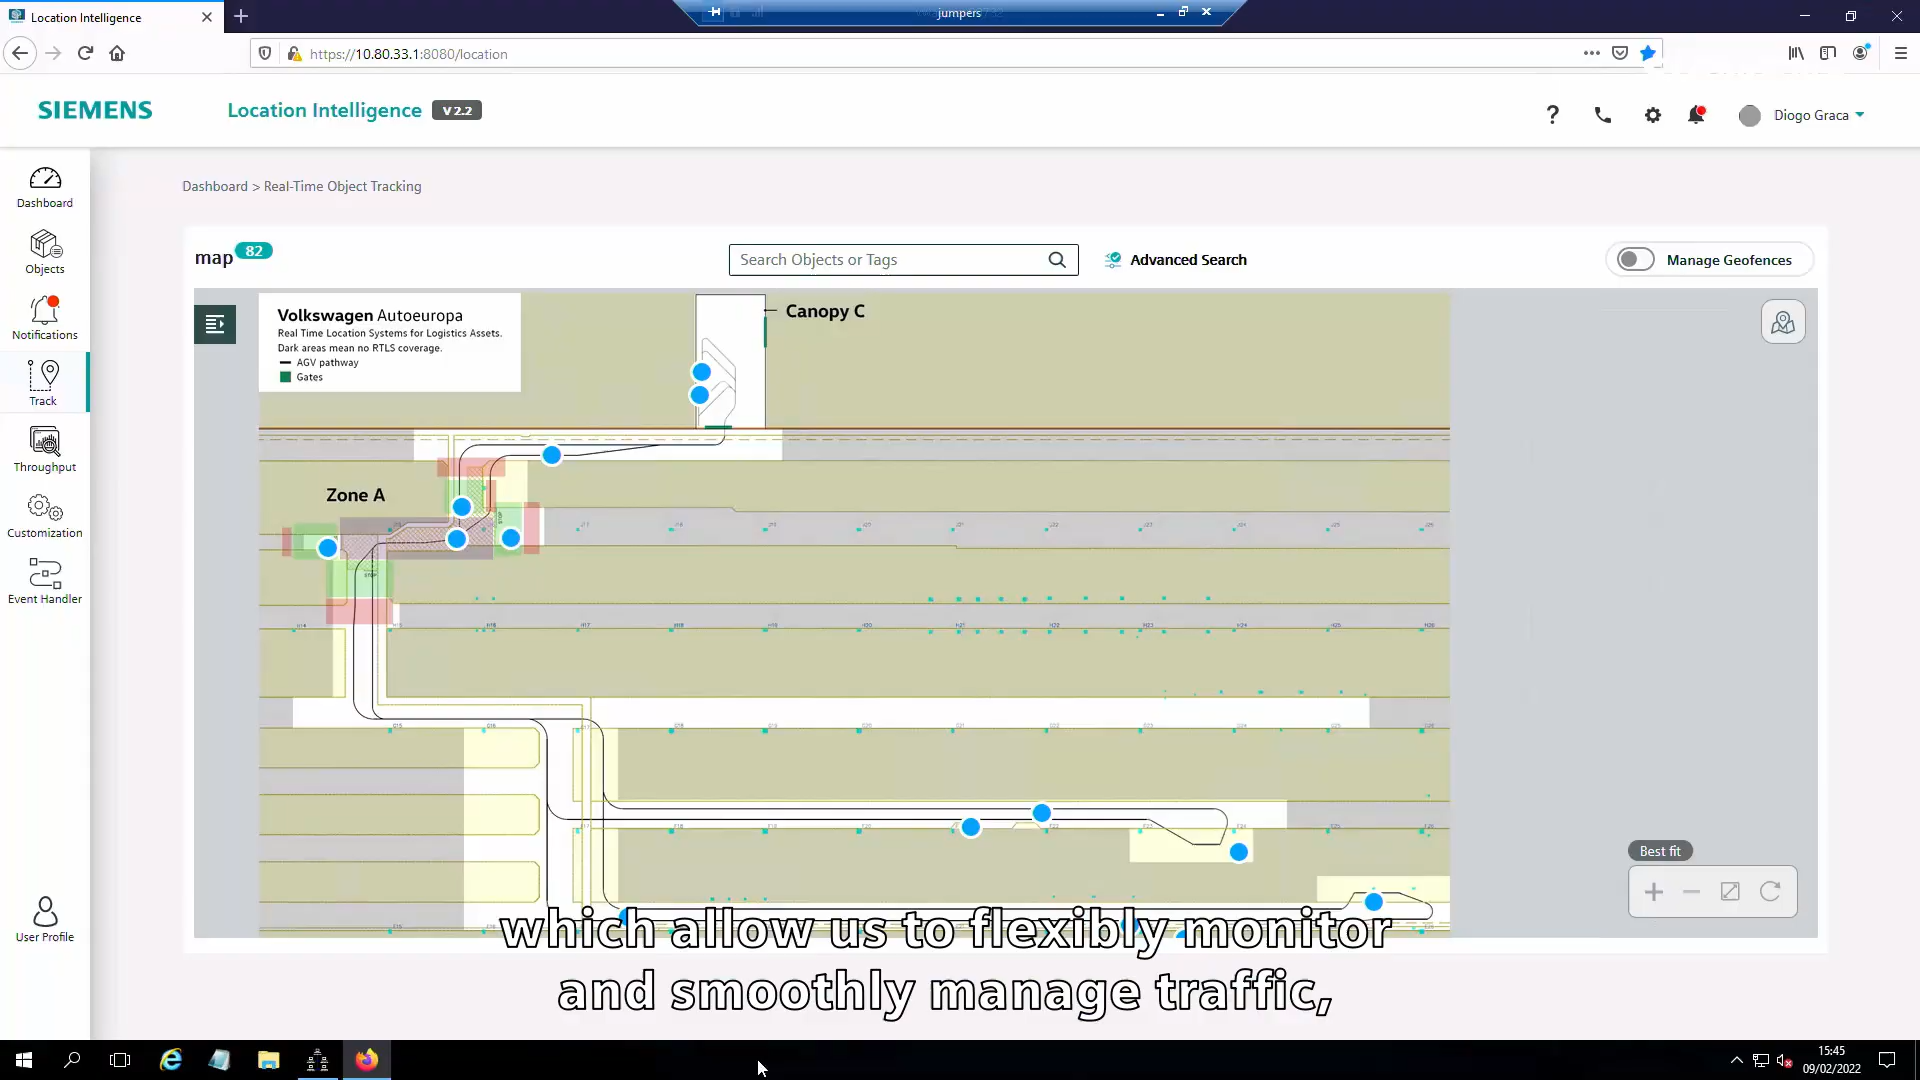 Location Intelligence
jumpers
https://10.80.33.1:8080/location
SIEMENS
Location Intelligence
V 2.2
?
Diogo Graca
Dashboard
Objects
Notifications
Track
Throughput
Customization
Event Handler
User Profile
Dashboard > Real-Time Object Tracking
map 82
Search Objects or Tags
Advanced Search
Manage Geofences
Volkswagen Autoeuropa
Real Time Location Systems for Logistics Assets.
Dark areas mean no RTLS coverage.
AGV pathway
Gates
Canopy C
Zone A
STOP
STOP
Best fit
which allow us to flexibly monitor
and smoothly manage traffic,
15:45
09/02/2022